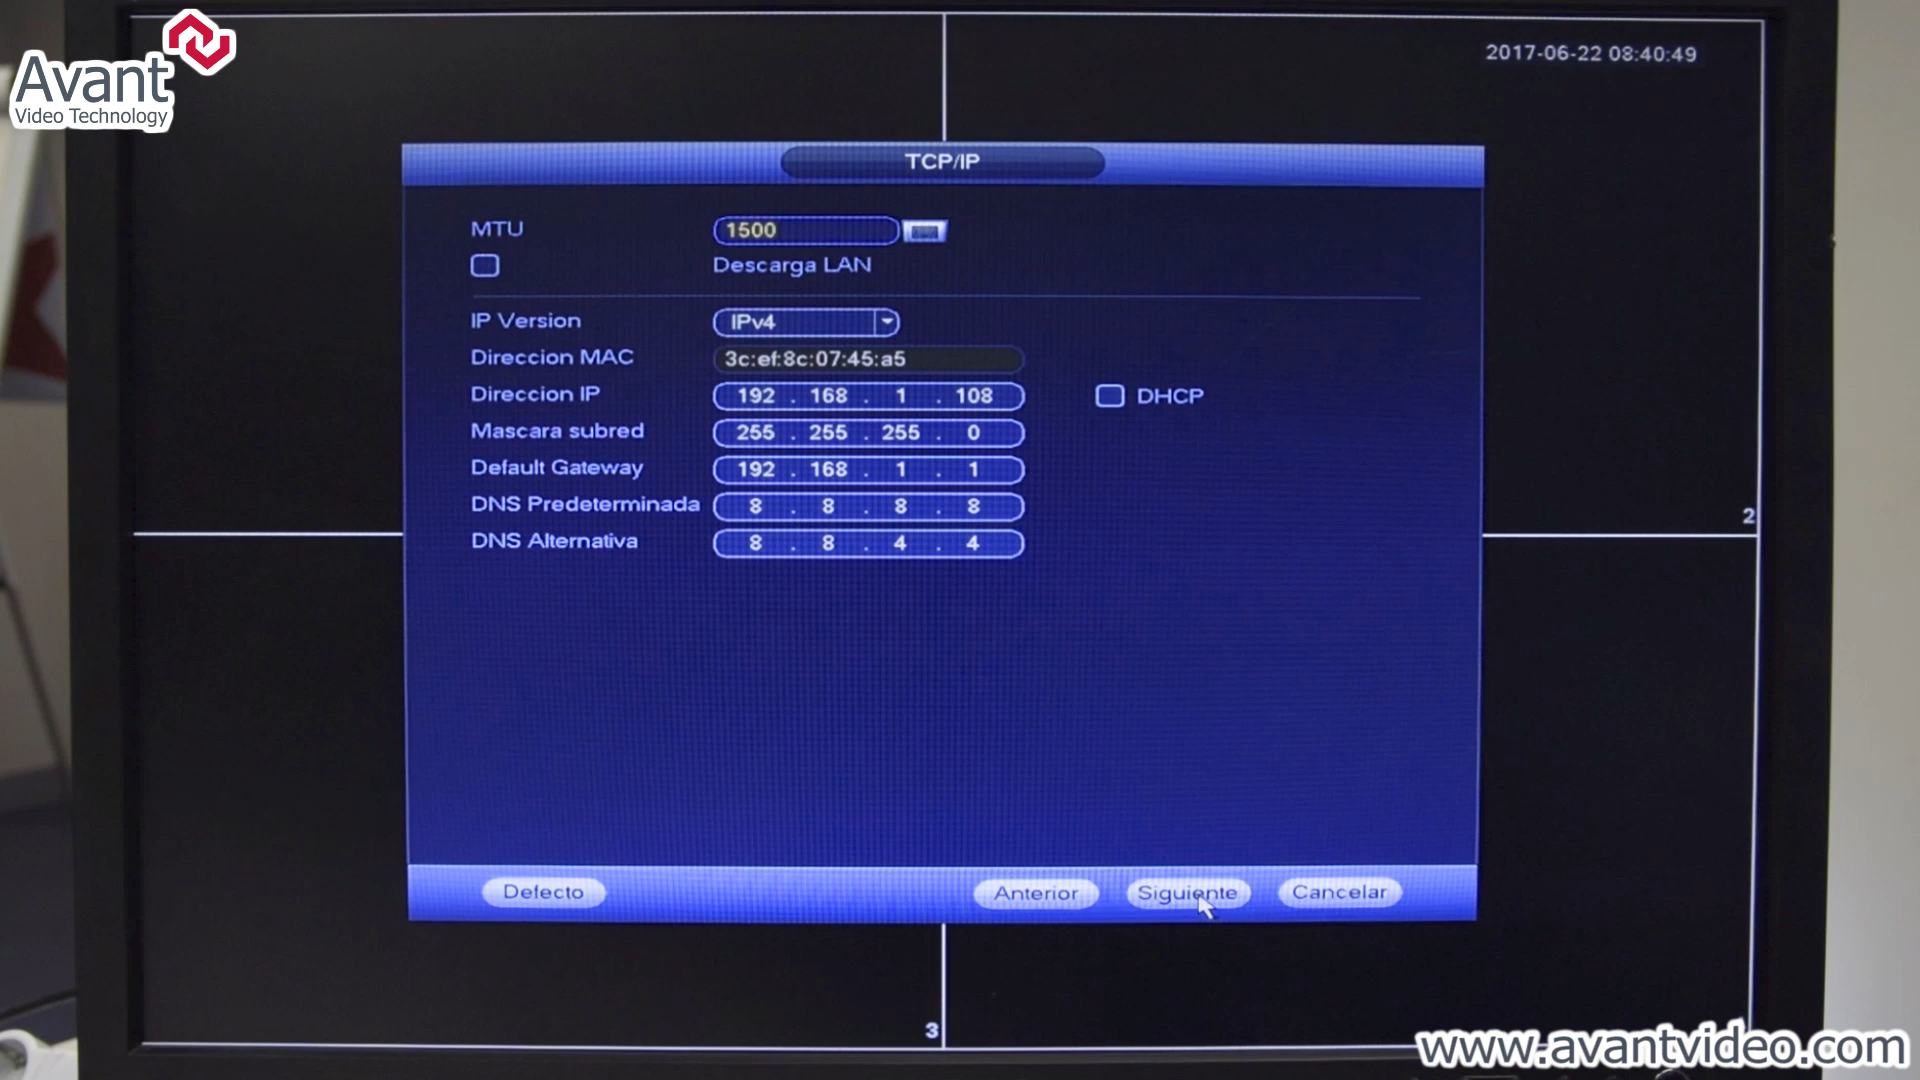 Avant
Video Technology
2017-06-22 08:40:49
TCP/IP
MTU 1500
Descarga LAN
IP Version IPv4
Direccion MAC 3c:ef:8c:07:45:a5
Direccion IP 192 . 168 . 1 . 108 DHCP
Mascara subred 255 . 255 . 255 . 0
Default Gateway 192 . 168 . 1 . 1
DNS Predeterminada 8 . 8 . 8 . 8
DNS Alternativa 8 . 8 . 4 . 4
2
Defecto Anterior Siguiente Cancelar
3
www.avantvideo.com